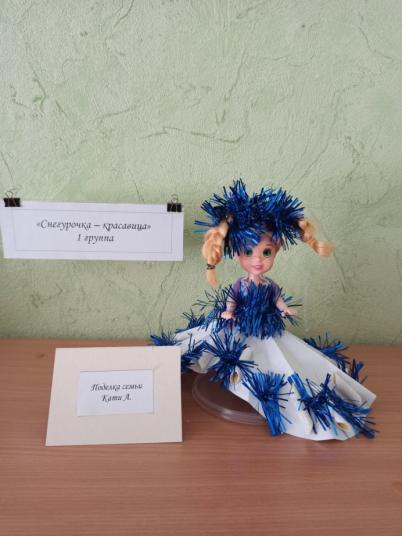 «Снегурочка – красавица»
1 группа
Поделка семьи
Кати А.